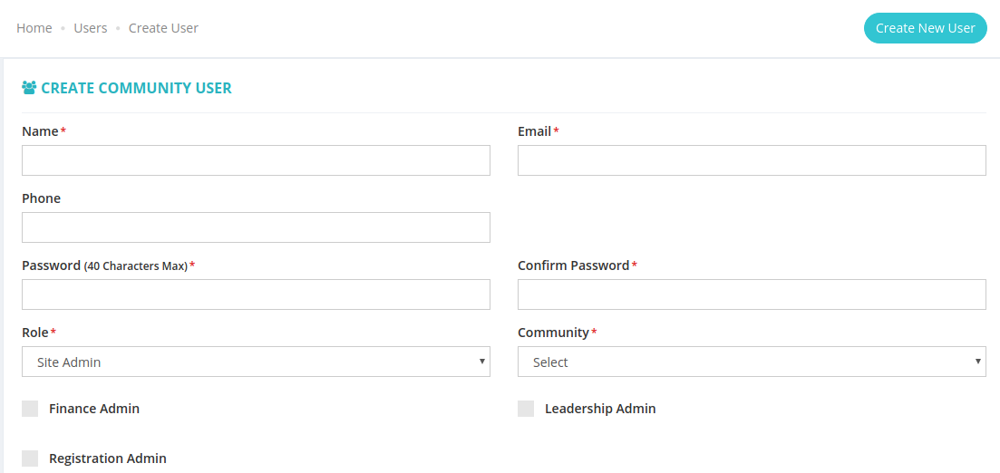 Home • Users • Create User
Create New User
CREATE COMMUNITY USER
Name*
Email*
Phone
Password (40 Characters Max)*
Confirm Password*
Role*
Community*
Site Admin
Select
Finance Admin
Leadership Admin
Registration Admin